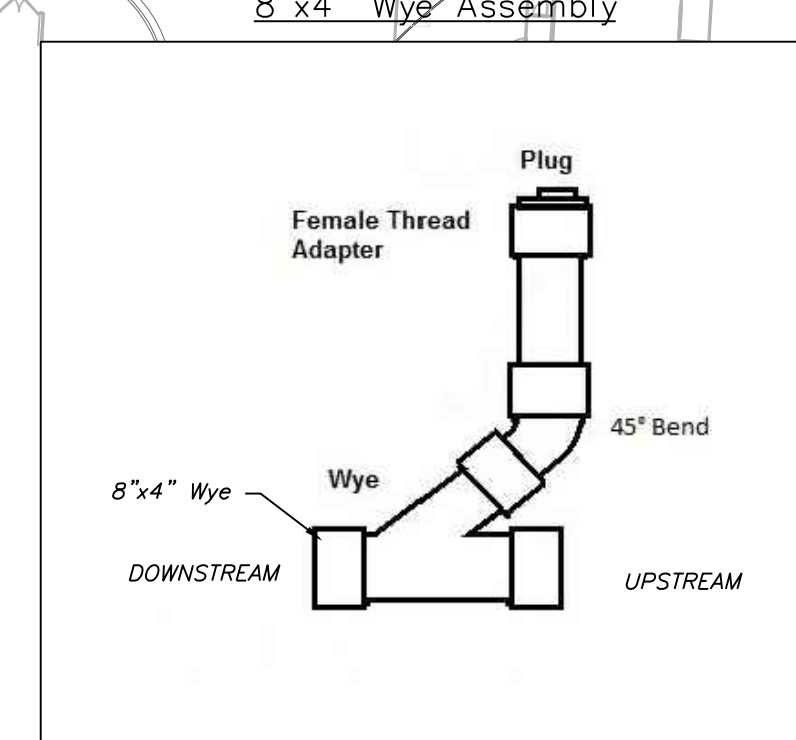 8"x4" Wye Assembly
Plug
Female Thread
Adapter
45° Bend
Wye
8"x4" Wye
DOWNSTREAM
UPSTREAM